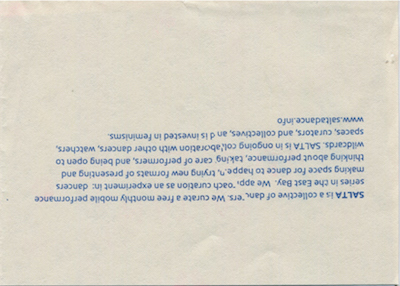 SALTA is a collective of dancers. We curate a free monthly mobile performance
series in the East Bay. We approach curation as an experiment in: dancers
making space for dance to happen, trying new formats of presenting and
thinking about performance, taking care of performers, and being open to
wildcards. SALTA is in ongoing collaboration with other dancers, watchers,
spaces, curators, and collectives, and is invested in feminisms.
www.saltadance.info